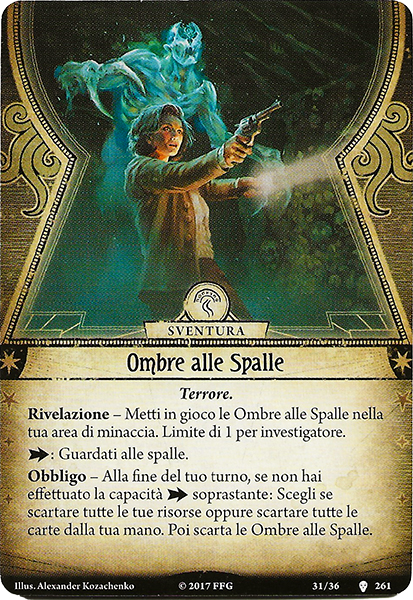 SVENTURA
Ombre alle Spalle
Terrore.
Rivelazione – Metti in gioco le Ombre alle Spalle nella
tua area di minaccia. Limite di 1 per investigatore.
: Guardati alle spalle.
Obbligo – Alla fine del tuo turno, se non hai
effettuato la capacità soprastante: Scegli se
scartare tutte le tue risorse oppure scartare tutte le
carte dalla tua mano. Poi scarta le Ombre alle Spalle.
Illus. Alexander Kozachenko © 2017 FFG 31/36 261